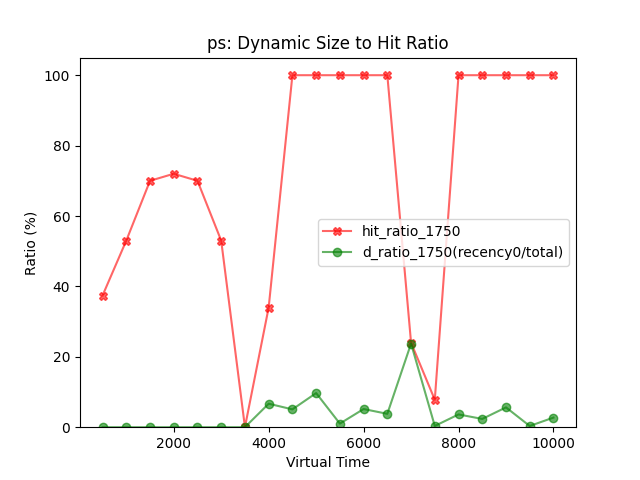 ps: Dynamic Size to Hit Ratio
Ratio (%)
100
80
60
40
20
0
hit_ratio_1750
d_ratio_1750(recency0/total)
2000 4000 6000 8000 10000
Virtual Time